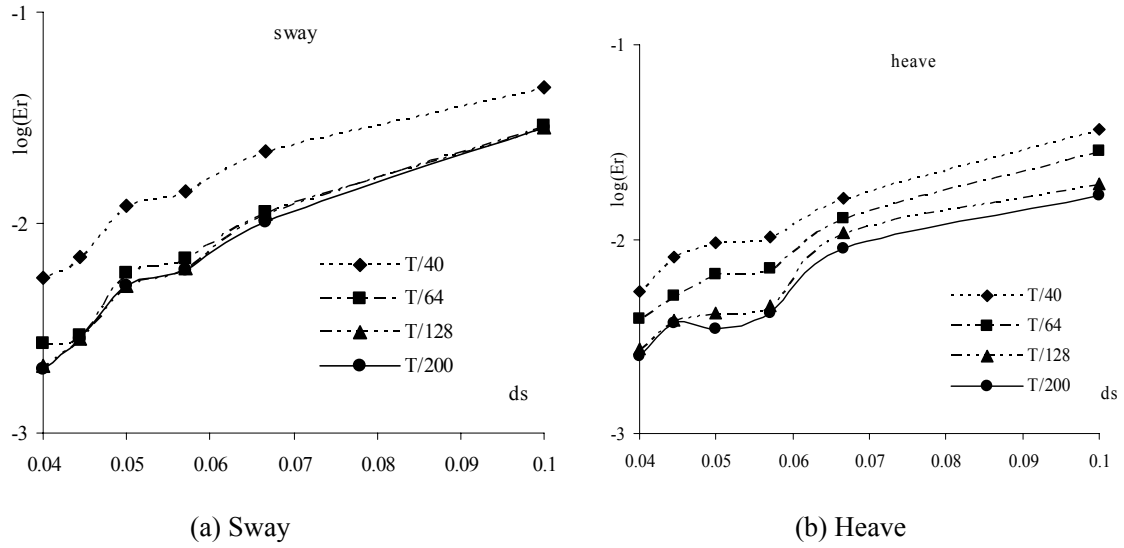 -1
sway
log(Er)
-2
T/40
T/64
T/128
T/200
ds
-3
0.04 0.05 0.06 0.07 0.08 0.09 0.1
(a) Sway
-1
heave
log(Er)
-2
T/40
T/64
T/128
T/200
ds
-3
0.04 0.05 0.06 0.07 0.08 0.09 0.1
(b) Heave